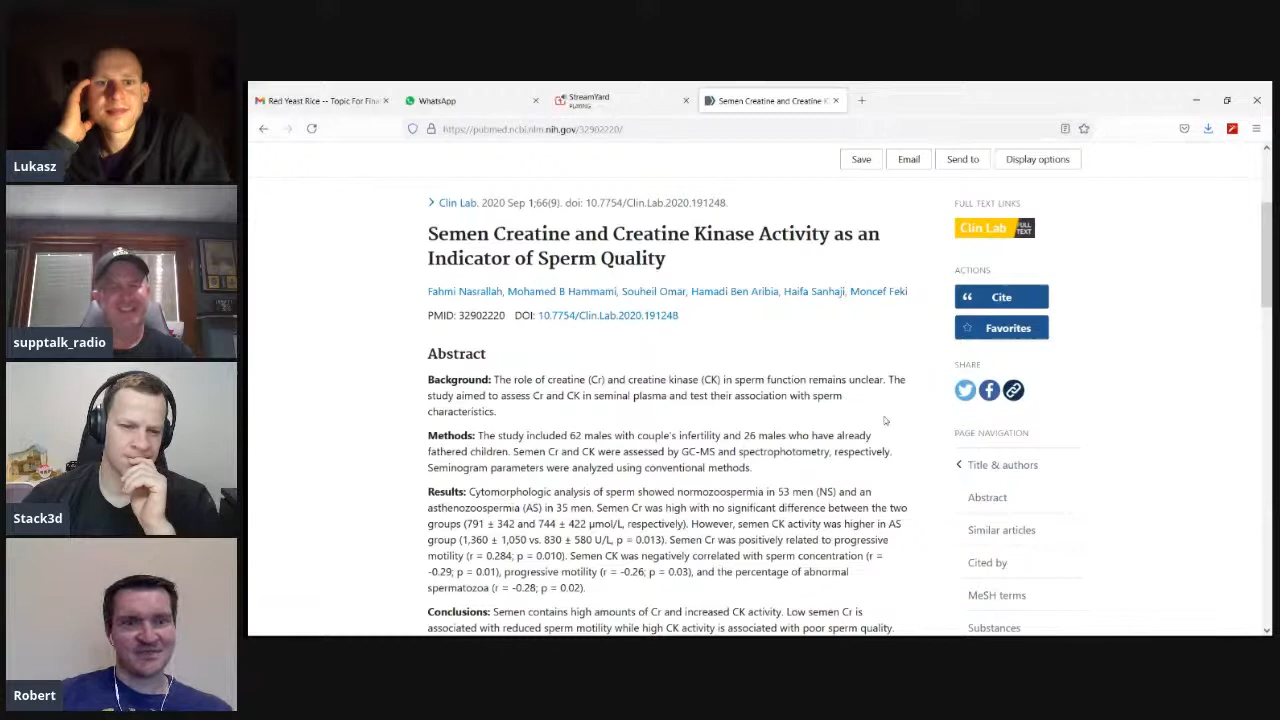 Lukasz
supptalk_radio
Stack3d
Robert
Red Yeast Rice -- Topic For Fina
WhatsApp
StreamYard
PLAYING
Semen Creatine and Creatine K
https://pubmed.ncbi.nlm.nih.gov/32902220/
Save
Email
Send to
Display options
Clin Lab. 2020 Sep 1;66(9). doi: 10.7754/Clin.Lab.2020.191248.
Semen Creatine and Creatine Kinase Activity as an
Indicator of Sperm Quality
Fahmi Nasrallah, Mohamed B Hammami, Souheil Omar, Hamadi Ben Aribia, Haifa Sanhaji, Moncef Feki
PMID: 32902220 DOI: 10.7754/Clin.Lab.2020.191248
Abstract
Background: The role of creatine (Cr) and creatine kinase (CK) in sperm function remains unclear. The
study aimed to assess Cr and CK in seminal plasma and test their association with sperm
characteristics.
Methods: The study included 62 males with couple's infertility and 26 males who have already
fathered children. Semen Cr and CK were assessed by GC-MS and spectrophotometry, respectively.
Seminogram parameters were analyzed using conventional methods.
Results: Cytomorphologic analysis of sperm showed normozoospermia in 53 men (NS) and an
asthenozoospermia (AS) in 35 men. Semen Cr was high with no significant difference between the two
groups (791 ± 342 and 744 ± 422 µmol/L, respectively). However, semen CK activity was higher in AS
group (1,360 ± 1,050 vs. 830 ± 580 U/L, p = 0.013). Semen Cr was positively related to progressive
motility (r = 0.284; p = 0.010). Semen CK was negatively correlated with sperm concentration (r =
-0.29; p = 0.01), progressive motility (r = -0.26; p = 0.03), and the percentage of abnormal
spermatozoa (r = -0.28; p = 0.02).
Conclusions: Semen contains high amounts of Cr and increased CK activity. Low semen Cr is
associated with reduced sperm motility while high CK activity is associated with poor sperm quality.
FULL TEXT LINKS
Clin Lab FULL TEXT
ACTIONS
Cite
Favorites
SHARE
PAGE NAVIGATION
Title & authors
Abstract
Similar articles
Cited by
MeSH terms
Substances